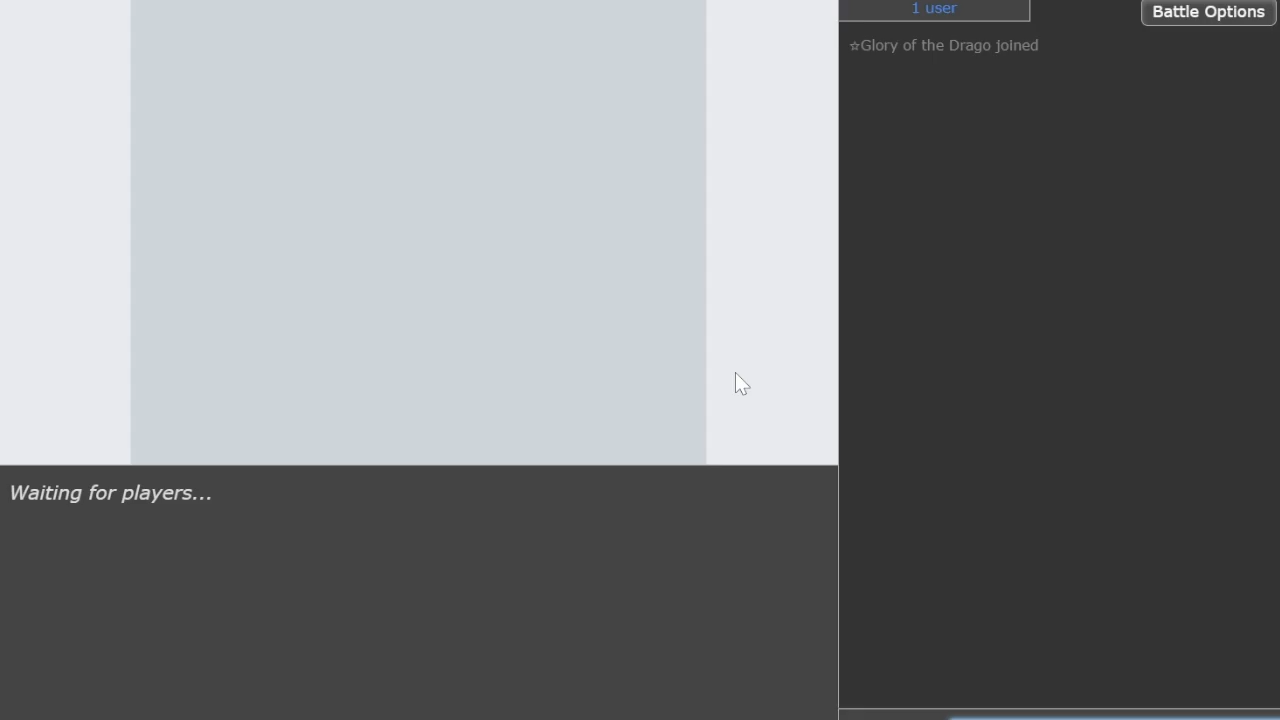 1 user
Battle Options
☆Glory of the Drago joined
Waiting for players...